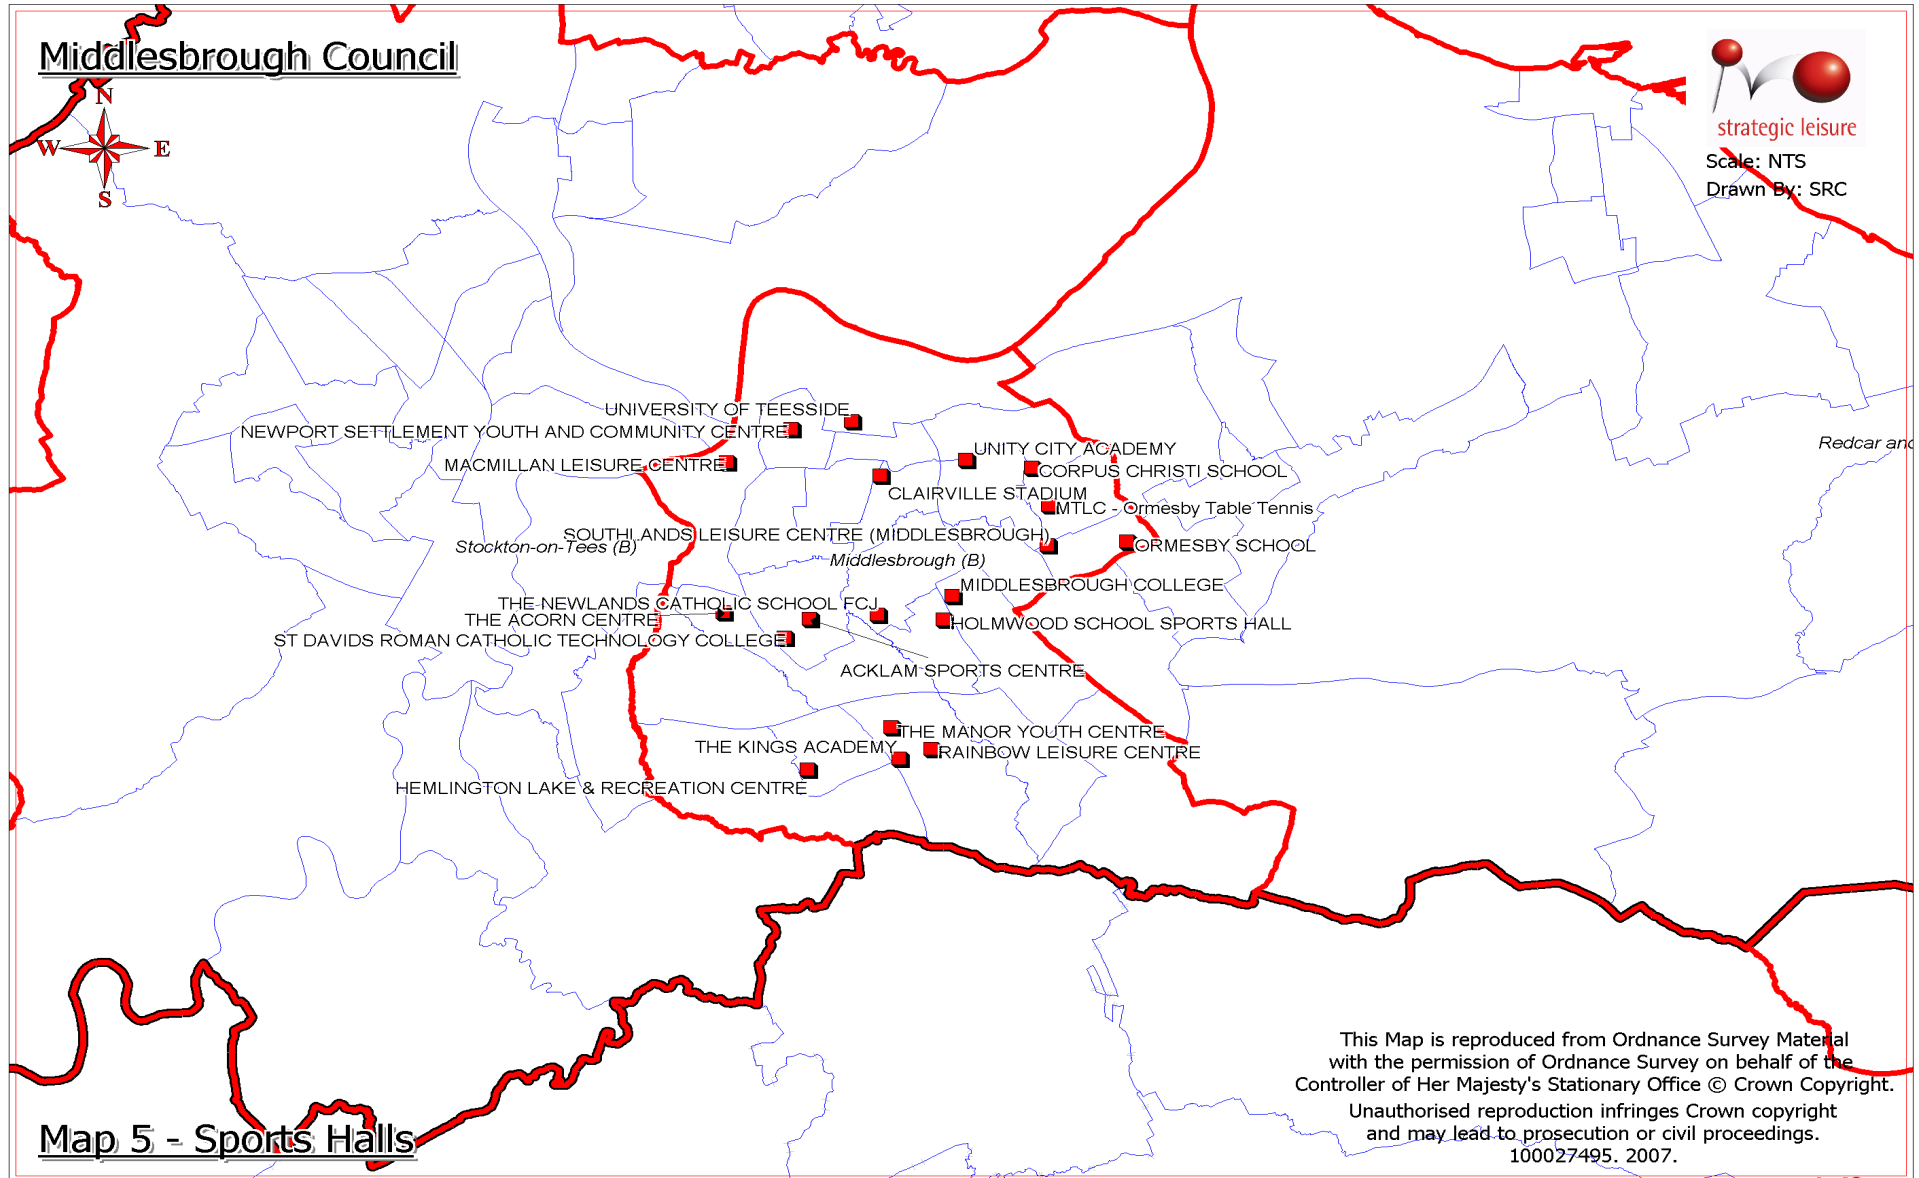 Middlesbrough Council
N
W E
S
strategic leisure
Scale: NTS
Drawn By: SRC
UNIVERSITY OF TEESSIDE
NEWPORT SETTLEMENT YOUTH AND COMMUNITY CENTRE
MACMILLAN LEISURE CENTRE
UNITY CITY ACADEMY
CORPUS CHRISTI SCHOOL
CLAIRVILLE STADIUM
MTLC - Ormesby Table Tennis
Redcar and
SOUTHLANDS LEISURE CENTRE (MIDDLESBROUGH)
Stockton-on-Tees (B)
ORMESBY SCHOOL
Middlesbrough (B)
MIDDLESBROUGH COLLEGE
THE NEWLANDS CATHOLIC SCHOOL FCJ
THE ACORN CENTRE
HOLMWOOD SCHOOL SPORTS HALL
ST DAVIDS ROMAN CATHOLIC TECHNOLOGY COLLEGE
ACKLAM SPORTS CENTRE
THE MANOR YOUTH CENTRE
THE KINGS ACADEMY
RAINBOW LEISURE CENTRE
HEMLINGTON LAKE & RECREATION CENTRE
This Map is reproduced from Ordnance Survey Material
with the permission of Ordnance Survey on behalf of the
Controller of Her Majesty's Stationary Office © Crown Copyright.
Unauthorised reproduction infringes Crown copyright
and may lead to prosecution or civil proceedings.
100027495. 2007.
Map 5 - Sports Halls